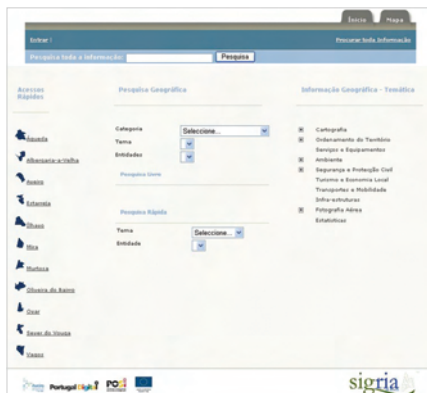 Início Mapa
Entrar Procurar toda Informação
Pesquisa toda a informação: Pesquisa
Acessos Rápidos
Águeda
Albergaria-a-Velha
Aveiro
Estarreja
Ílhavo
Mira
Murtosa
Oliveira do Bairro
Ovar
Sever do Vouga
Vagos
Pesquisa Geográfica
Categoria Seleccione...
Tema
Entidades
Pesquisa Livre
Pesquisa Rápida
Tema Seleccione...
Entidade
Informação Geográfica - Temática
Cartografia
Ordenamento do Território
Serviços e Equipamentos
Ambiente
Segurança e Protecção Civil
Turismo e Economia Local
Transportes e Mobilidade
Infra-estruturas
Fotografia Aérea
Estatísticas
Portugal Digital
sigria